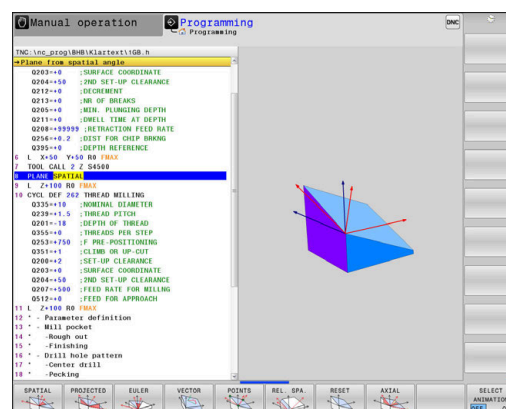 Manual operation
Programming
Programming
DNC
TNC:\nc_prog\BHB\Klartext\1GB.h
→Plane from spatial angle
Q203=+0 ;SURFACE COORDINATE
Q204=+50 ;2ND SET-UP CLEARANCE
Q212=+0 ;DECREMENT
Q213=+0 ;NR OF BREAKS
Q205=+0 ;MIN. PLUNGING DEPTH
Q211=+0 ;DWELL TIME AT DEPTH
Q208=+99999 ;RETRACTION FEED RATE
Q256=+0.2 ;DIST FOR CHIP BRKNG
Q395=+0 ;DEPTH REFERENCE
6 L X+50 Y+50 R0 FMAX
7 TOOL CALL 2 Z S4500
8 PLANE SPATIAL
9 L Z+100 R0 FMAX
10 CYCL DEF 262 THREAD MILLING
Q335=+10 ;NOMINAL DIAMETER
Q239=+1.5 ;THREAD PITCH
Q201=-18 ;DEPTH OF THREAD
Q355=+0 ;THREADS PER STEP
Q253=+750 ;F PRE-POSITIONING
Q351=+1 ;CLIMB OR UP-CUT
Q200=+2 ;SET-UP CLEARANCE
Q203=+0 ;SURFACE COORDINATE
Q204=+50 ;2ND SET-UP CLEARANCE
Q207=+500 ;FEED RATE FOR MILLNG
Q512=+0 ;FEED FOR APPROACH
11 L Z+100 R0 FMAX
12 * - Parameter definition
13 * - Mill pocket
14 * -Rough out
15 * -Finishing
16 * - Drill hole pattern
17 * -Center drill
18 * -Pecking
SPATIAL PROJECTED EULER VECTOR POINTS REL. SPA. RESET AXIAL SELECT
ANIMATION
OFF